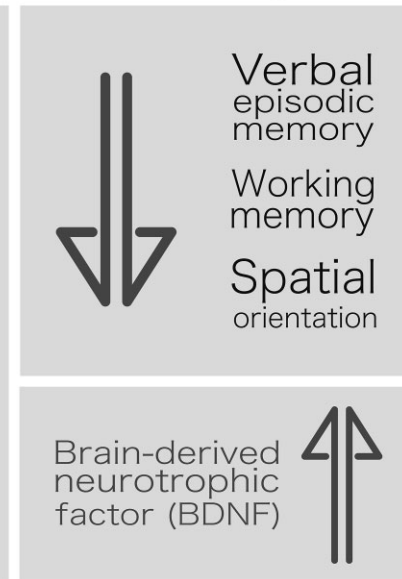 Verbal
episodic
memory
Working
memory
Spatial
orientation
Brain-derived
neurotrophic
factor (BDNF)